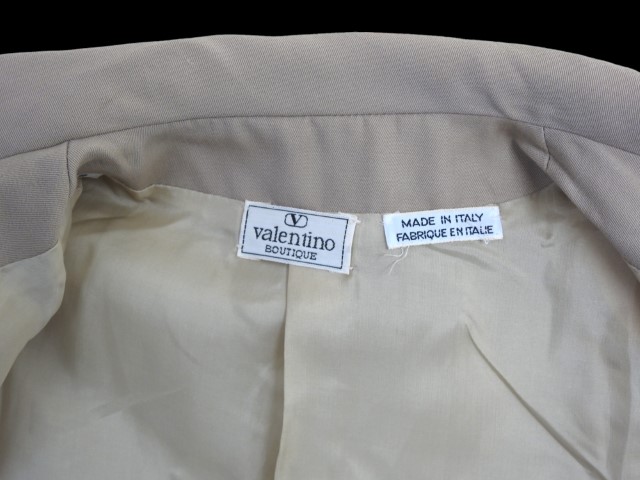 V
valentino
BOUTIQUE
MADE IN ITALY
FABRIQUE EN ITALIE